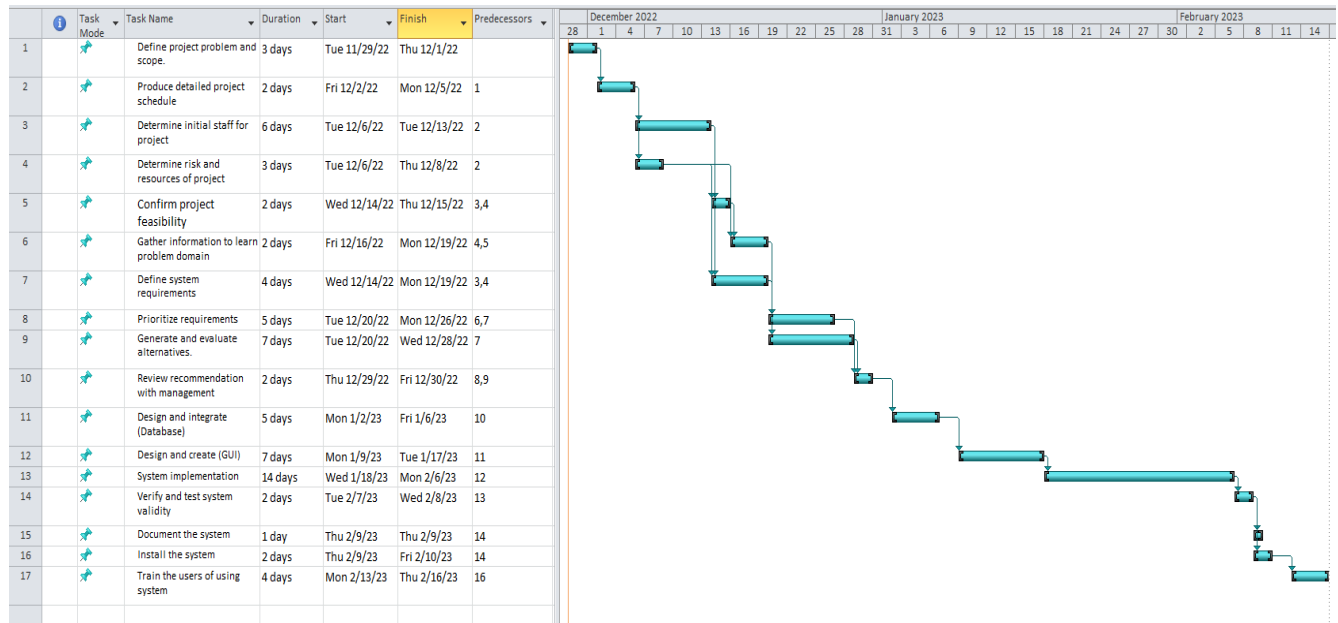 Task Mode Task Name Duration Start Finish Predecessors
December 2022 January 2023 February 2023
28 1 4 7 10 13 16 19 22 25 28 31 3 6 9 12 15 18 21 24 27 30 2 5 8 11 14
1 Define project problem and scope. 3 days Tue 11/29/22 Thu 12/1/22
2 Produce detailed project schedule 2 days Fri 12/2/22 Mon 12/5/22 1
3 Determine initial staff for project 6 days Tue 12/6/22 Tue 12/13/22 2
4 Determine risk and resources of project 3 days Tue 12/6/22 Thu 12/8/22 2
5 Confirm project feasibility 2 days Wed 12/14/22 Thu 12/15/22 3,4
6 Gather information to learn problem domain 2 days Fri 12/16/22 Mon 12/19/22 4,5
7 Define system requirements 4 days Wed 12/14/22 Mon 12/19/22 3,4
8 Prioritize requirements 5 days Tue 12/20/22 Mon 12/26/22 6,7
9 Generate and evaluate alternatives. 7 days Tue 12/20/22 Wed 12/28/22 7
10 Review recommendation with management 2 days Thu 12/29/22 Fri 12/30/22 8,9
11 Design and integrate (Database) 5 days Mon 1/2/23 Fri 1/6/23 10
12 Design and create (GUI) 7 days Mon 1/9/23 Tue 1/17/23 11
13 System implementation 14 days Wed 1/18/23 Mon 2/6/23 12
14 Verify and test system validity 2 days Tue 2/7/23 Wed 2/8/23 13
15 Document the system 1 day Thu 2/9/23 Thu 2/9/23 14
16 Install the system 2 days Thu 2/9/23 Fri 2/10/23 14
17 Train the users of using system 4 days Mon 2/13/23 Thu 2/16/23 16